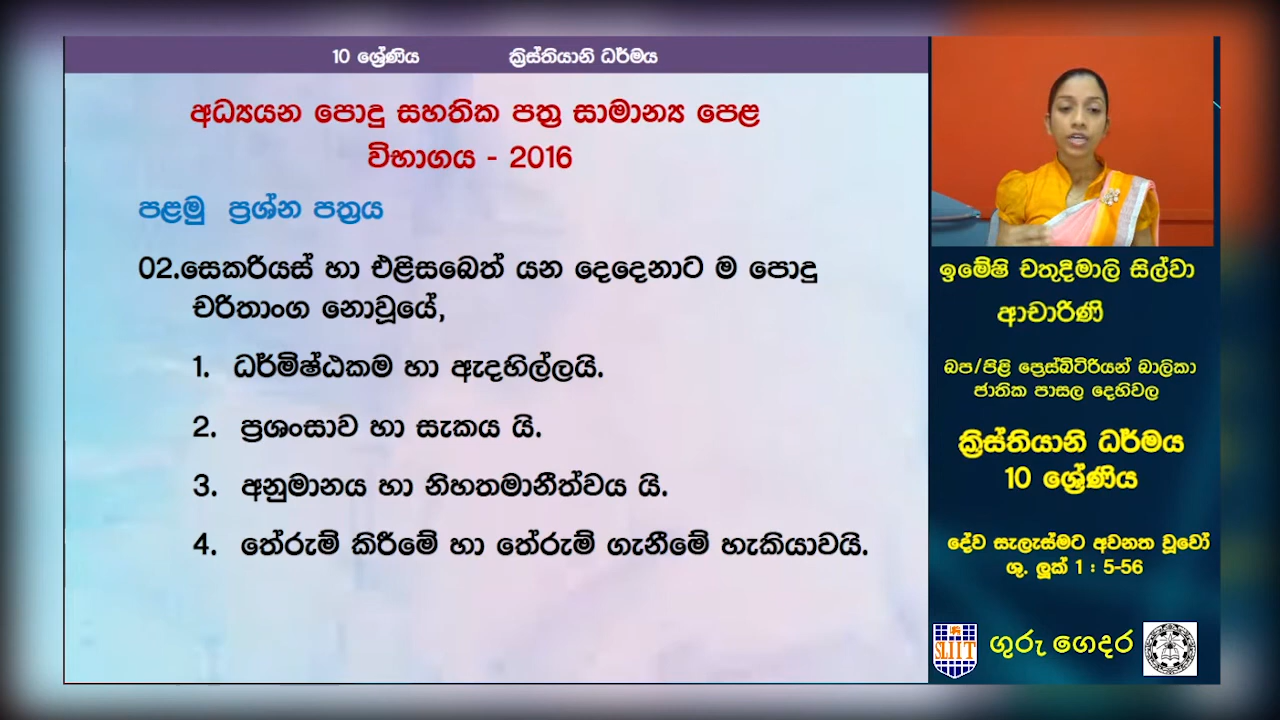 10 ශ්‍රේණිය ක්‍රිස්තියානි ධර්මය
අධ්‍යයන පොදු සහතික පත්‍ර සාමාන්‍ය පෙළ
විභාගය - 2016
පළමු ප්‍රශ්න පත්‍රය
02.සෙකරියස් හා එළිසබෙත් යන දෙදෙනාට ම පොදු
චරිතාංග නොවූයේ,
1. ධර්මිෂ්ඨකම හා ඇදහිල්ලයි.
2. ප්‍රශංසාව හා සැකය යි.
3. අනුමානය හා නිහතමානීත්වය යි.
4. තේරුම් කිරීමේ හා තේරුම් ගැනීමේ හැකියාවයි.
ඉමේෂි චතුදිමාලි සිල්වා
ආචාරිණි
බප/පිළි ප්‍රෙස්බිටිරියන් බාලිකා
ජාතික පාසල දෙහිවල
ක්‍රිස්තියානි ධර්මය
10 ශ්‍රේණිය
දේව සැලැස්මට අවනත වූවෝ
ශු. ලූක් 1 : 5-56
SLIIT ගුරු ගෙදර